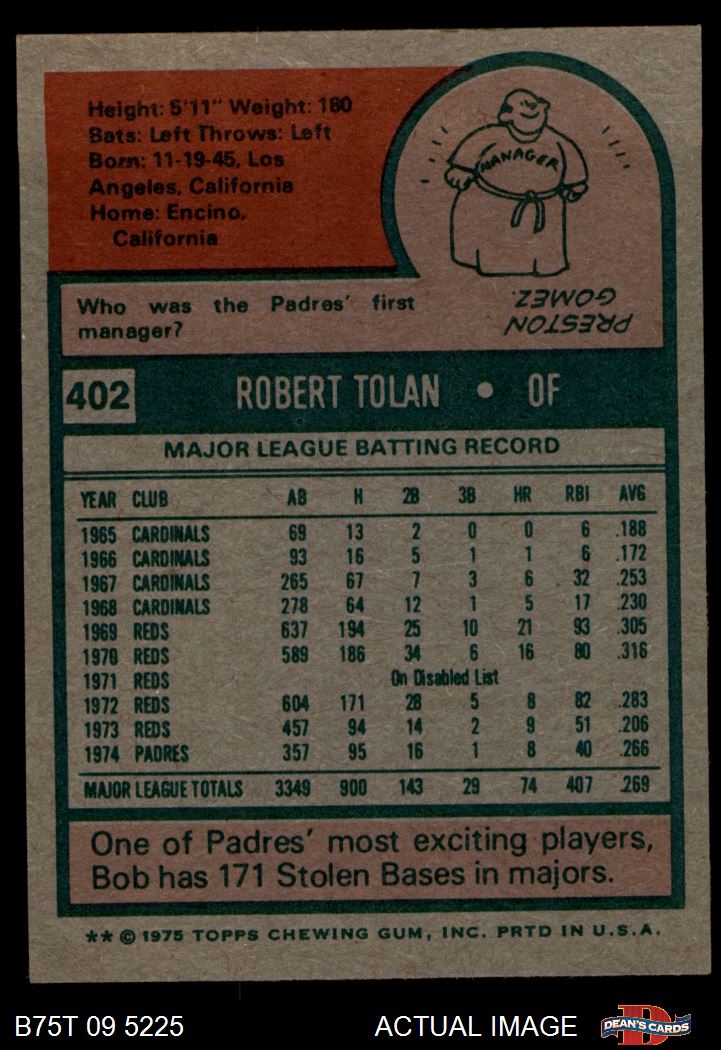 Height: 5'11" Weight: 180
Bats: Left Throws: Left
Born: 11-19-45, Los
Angeles, California
Home: Encino,
California
MANAGER
Who was the Padres' first
manager?
PRESTON
GOMEZ.
402 ROBERT TOLAN • OF
MAJOR LEAGUE BATTING RECORD
YEAR CLUB AB H 2B 3B HR RBI AVG
1965 CARDINALS 69 13 2 0 0 6 .188
1966 CARDINALS 93 16 5 1 1 6 .172
1967 CARDINALS 265 67 7 3 6 32 .253
1968 CARDINALS 278 64 12 1 5 17 .230
1969 REDS 637 194 25 10 21 93 .305
1970 REDS 589 186 34 6 16 80 .316
1971 REDS On Disabled List
1972 REDS 604 171 28 5 8 82 .283
1973 REDS 457 94 14 2 9 51 .206
1974 PADRES 357 95 16 1 8 40 .266
MAJOR LEAGUE TOTALS 3349 900 143 29 74 407 .269
One of Padres' most exciting players,
Bob has 171 Stolen Bases in majors.
** © 1975 TOPPS CHEWING GUM, INC. PRTD IN U.S.A.
B75T 09 5225 ACTUAL IMAGE D DEAN'S CARDS